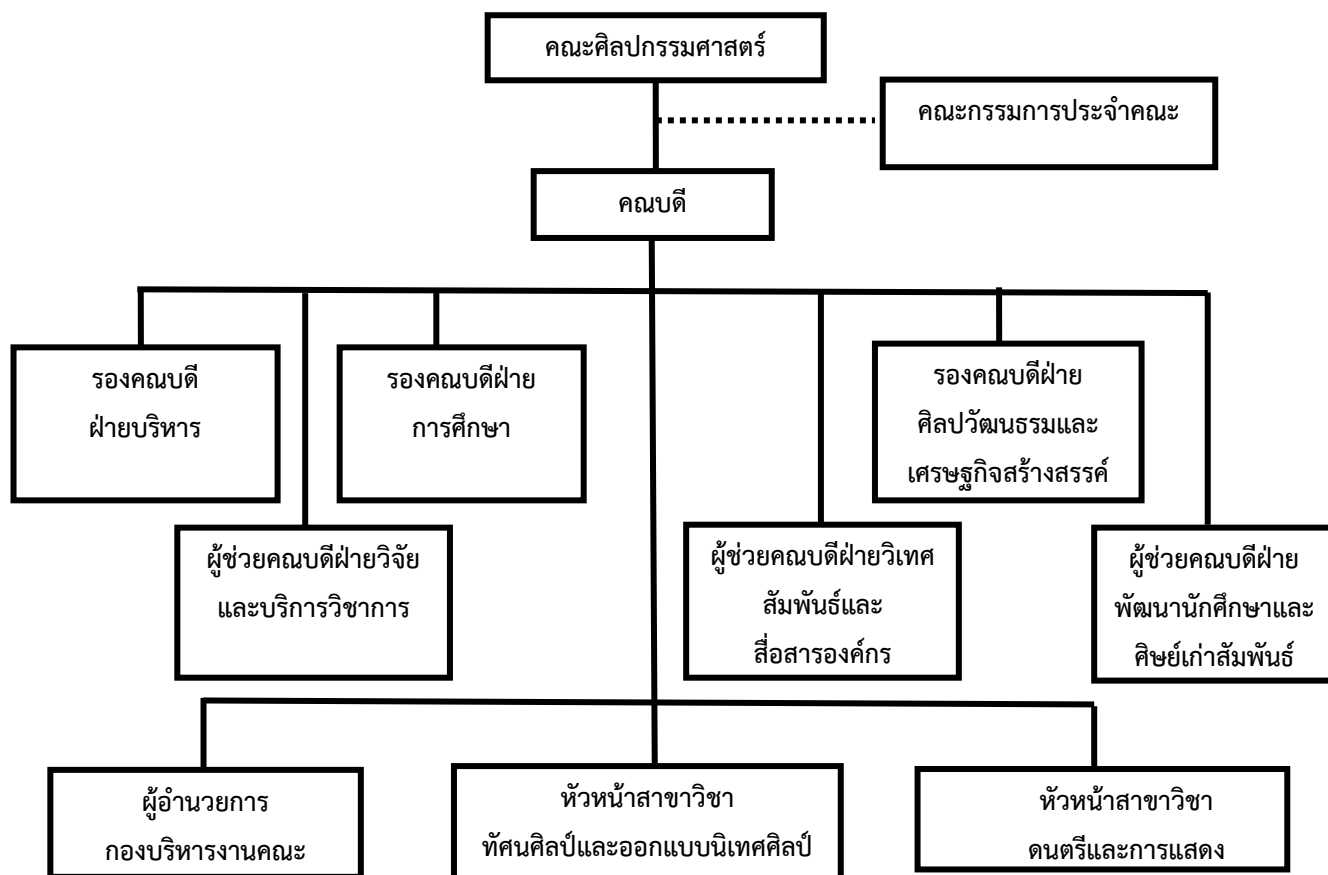 คณะศิลปกรรมศาสตร์
คณะกรรมการประจำคณะ
คณบดี
รองคณบดี
ฝ่ายบริหาร
รองคณบดีฝ่าย
การศึกษา
รองคณบดีฝ่าย
ศิลปวัฒนธรรมและ
เศรษฐกิจสร้างสรรค์
ผู้ช่วยคณบดีฝ่ายวิจัย
และบริการวิชาการ
ผู้ช่วยคณบดีฝ่ายวิเทศ
สัมพันธ์และ
สื่อสารองค์กร
ผู้ช่วยคณบดีฝ่าย
พัฒนานักศึกษาและ
ศิษย์เก่าสัมพันธ์
ผู้อำนวยการ
กองบริหารงานคณะ
หัวหน้าสาขาวิชา
ทัศนศิลป์และออกแบบนิเทศศิลป์
หัวหน้าสาขาวิชา
ดนตรีและการแสดง